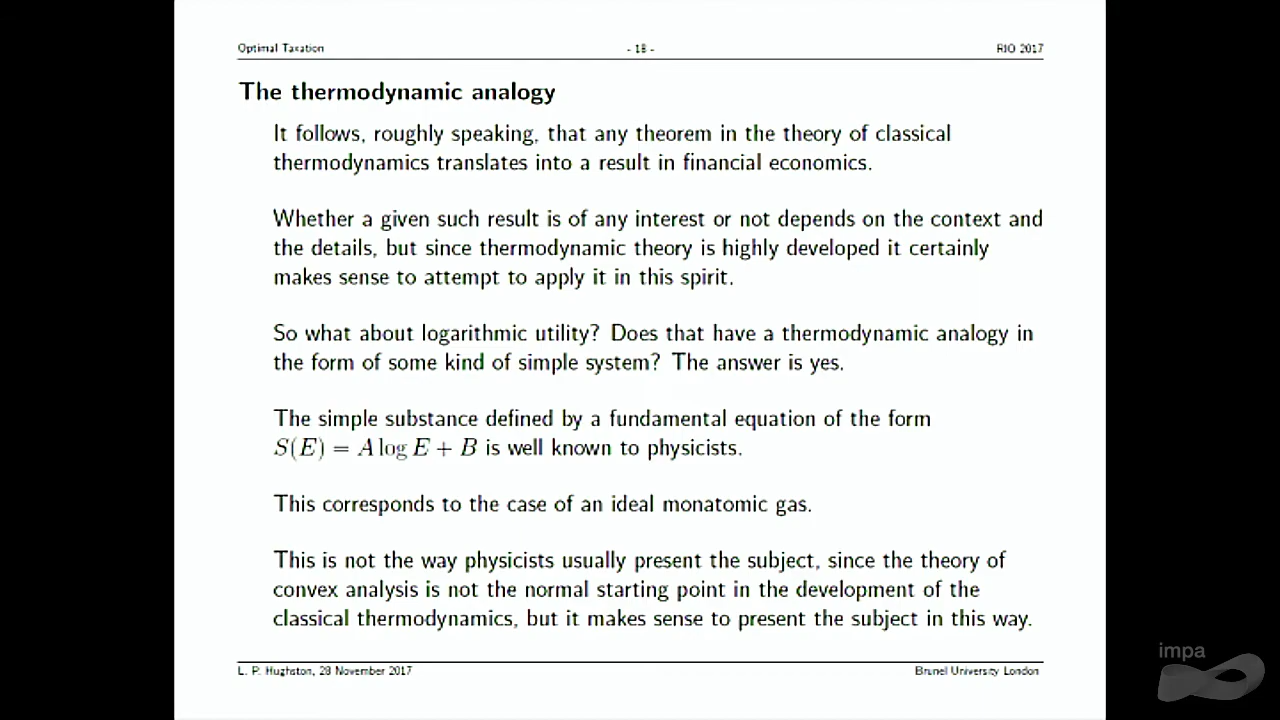 Optimal Taxation - 18 - RIO 2017
The thermodynamic analogy
It follows, roughly speaking, that any theorem in the theory of classical
thermodynamics translates into a result in financial economics.
Whether a given such result is of any interest or not depends on the context and
the details, but since thermodynamic theory is highly developed it certainly
makes sense to attempt to apply it in this spirit.
So what about logarithmic utility? Does that have a thermodynamic analogy in
the form of some kind of simple system? The answer is yes.
The simple substance defined by a fundamental equation of the form
S(E) = A log E + B is well known to physicists.
This corresponds to the case of an ideal monatomic gas.
This is not the way physicists usually present the subject, since the theory of
convex analysis is not the normal starting point in the development of the
classical thermodynamics, but it makes sense to present the subject in this way.
L. P. Hughston, 28 November 2017 Brunel University London
impa